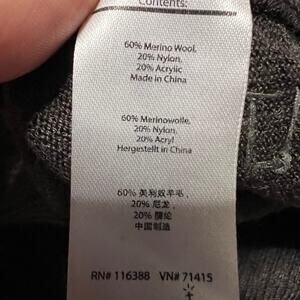 Contents:
60% Merino Wool,
20% Nylon,
20% Acrylic
Made in China
60% Merinowolle,
20% Nylon,
20% Acryl
Hergestellt in China
60% 美利奴羊毛,
20% 尼龙,
20% 腈纶
中国制造
RN# 116388 VN# 71415